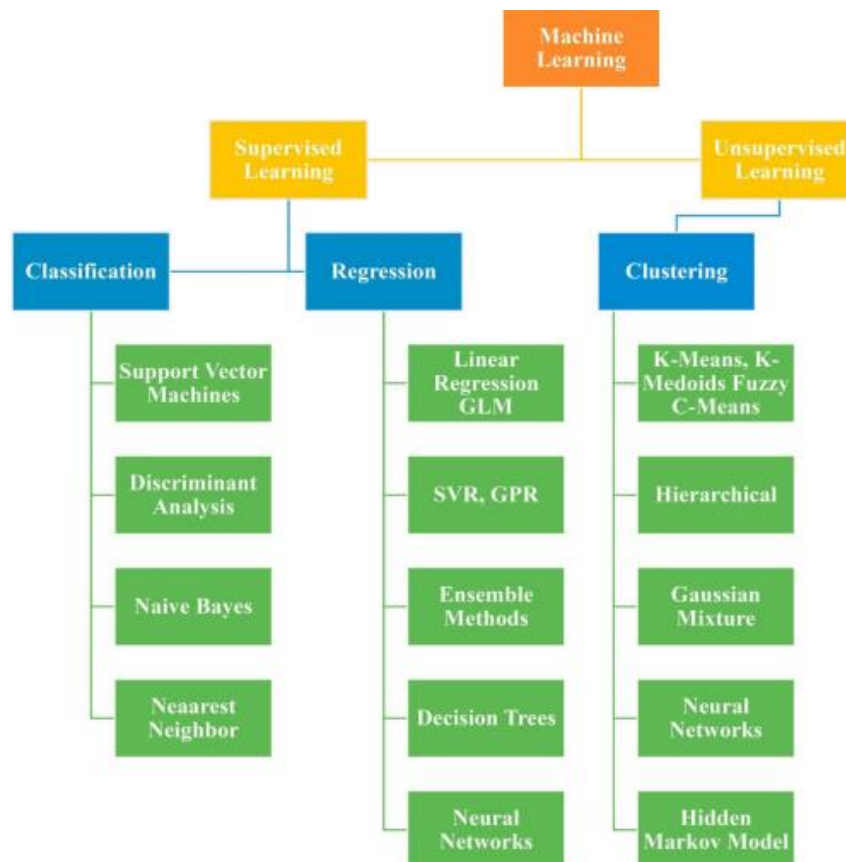 Machine
Learning
Supervised
Learning
Unsupervised
Learning
Classification
Regression
Clustering
Support Vector
Machines
Discriminant
Analysis
Naive Bayes
Neaarest
Neighbor
Linear
Regression
GLM
SVR, GPR
Ensemble
Methods
Decision Trees
Neural
Networks
K-Means, K-
Medoids Fuzzy
C-Means
Hierarchical
Gaussian
Mixture
Neural
Networks
Hidden
Markov Model